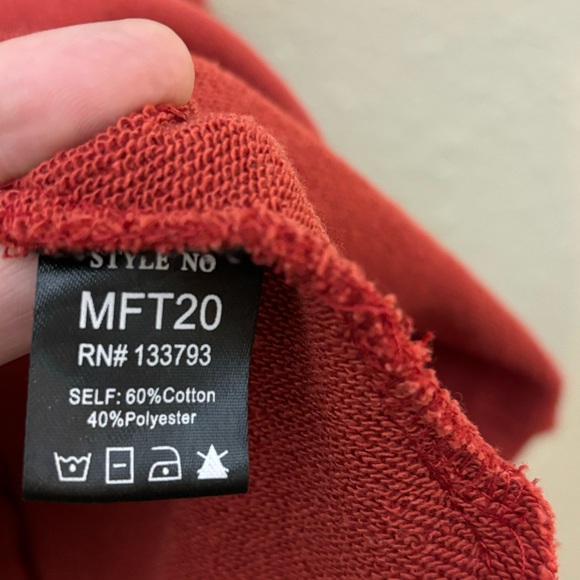 STYLE NO
MFT20
RN# 133793
SELF: 60%Cotton
40%Polyester